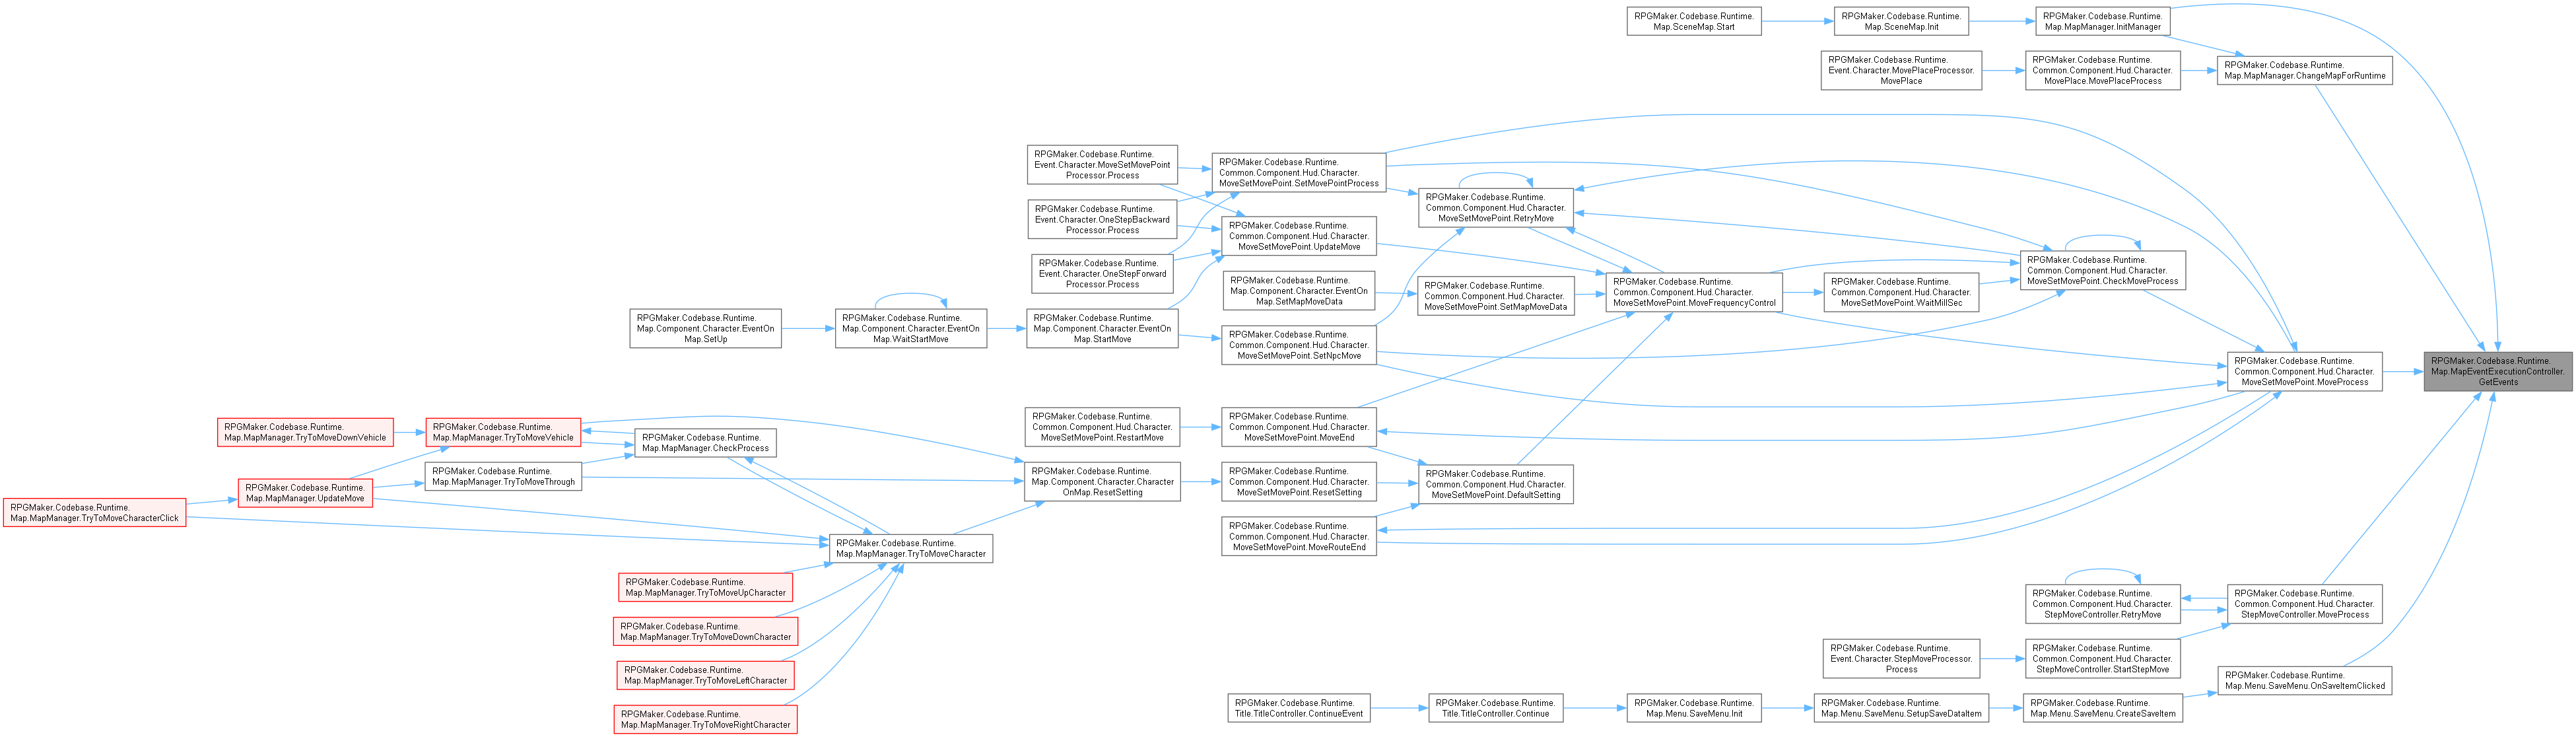 RPGMaker.Codebase.Runtime.
Map.SceneMap.Start
RPGMaker.Codebase.Runtime.
Map.SceneMap.Init
RPGMaker.Codebase.Runtime.
Map.MapManager.InitManager
RPGMaker.Codebase.Runtime.
Event.Character.MovePlaceProcessor.
MovePlace
RPGMaker.Codebase.Runtime.
Common.Component.Hud.Character.
MovePlace.MovePlaceProcess
RPGMaker.Codebase.Runtime.
Map.MapManager.ChangeMapForRuntime
RPGMaker.Codebase.Runtime.
Event.Character.MoveSetMovePoint
Processor.Process
RPGMaker.Codebase.Runtime.
Common.Component.Hud.Character.
MoveSetMovePoint.SetMovePointProcess
RPGMaker.Codebase.Runtime.
Event.Character.OneStepBackward
Processor.Process
RPGMaker.Codebase.Runtime.
Common.Component.Hud.Character.
MoveSetMovePoint.RetryMove
RPGMaker.Codebase.Runtime.
Common.Component.Hud.Character.
MoveSetMovePoint.UpdateMove
RPGMaker.Codebase.Runtime.
Event.Character.OneStepForward
Processor.Process
RPGMaker.Codebase.Runtime.
Common.Component.Hud.Character.
MoveSetMovePoint.CheckMoveProcess
RPGMaker.Codebase.Runtime.
Map.Component.Character.EventOn
Map.SetMapMoveData
RPGMaker.Codebase.Runtime.
Common.Component.Hud.Character.
MoveSetMovePoint.SetMapMoveData
RPGMaker.Codebase.Runtime.
Common.Component.Hud.Character.
MoveSetMovePoint.MoveFrequencyControl
RPGMaker.Codebase.Runtime.
Common.Component.Hud.Character.
MoveSetMovePoint.WaitMillSec
RPGMaker.Codebase.Runtime.
Map.Component.Character.EventOn
Map.SetUp
RPGMaker.Codebase.Runtime.
Map.Component.Character.EventOn
Map.WaitStartMove
RPGMaker.Codebase.Runtime.
Map.Component.Character.EventOn
Map.StartMove
RPGMaker.Codebase.Runtime.
Common.Component.Hud.Character.
MoveSetMovePoint.SetNpcMove
RPGMaker.Codebase.Runtime.
Common.Component.Hud.Character.
MoveSetMovePoint.MoveProcess
RPGMaker.Codebase.Runtime.
Map.MapEventExecutionController.
GetEvents
RPGMaker.Codebase.Runtime.
Map.MapManager.TryToMoveDownVehicle
RPGMaker.Codebase.Runtime.
Map.MapManager.TryToMoveVehicle
RPGMaker.Codebase.Runtime.
Map.MapManager.CheckProcess
RPGMaker.Codebase.Runtime.
Common.Component.Hud.Character.
MoveSetMovePoint.RestartMove
RPGMaker.Codebase.Runtime.
Common.Component.Hud.Character.
MoveSetMovePoint.MoveEnd
RPGMaker.Codebase.Runtime.
Map.MapManager.TryToMoveThrough
RPGMaker.Codebase.Runtime.
Map.Component.Character.Character
OnMap.ResetSetting
RPGMaker.Codebase.Runtime.
Common.Component.Hud.Character.
MoveSetMovePoint.ResetSetting
RPGMaker.Codebase.Runtime.
Common.Component.Hud.Character.
MoveSetMovePoint.DefaultSetting
RPGMaker.Codebase.Runtime.
Map.MapManager.UpdateMove
RPGMaker.Codebase.Runtime.
Map.MapManager.TryToMoveCharacterClick
RPGMaker.Codebase.Runtime.
Common.Component.Hud.Character.
MoveSetMovePoint.MoveRouteEnd
RPGMaker.Codebase.Runtime.
Map.MapManager.TryToMoveCharacter
RPGMaker.Codebase.Runtime.
Map.MapManager.TryToMoveUpCharacter
RPGMaker.Codebase.Runtime.
Common.Component.Hud.Character.
StepMoveController.RetryMove
RPGMaker.Codebase.Runtime.
Common.Component.Hud.Character.
StepMoveController.MoveProcess
RPGMaker.Codebase.Runtime.
Map.MapManager.TryToMoveDownCharacter
RPGMaker.Codebase.Runtime.
Event.Character.StepMoveProcessor.
Process
RPGMaker.Codebase.Runtime.
Common.Component.Hud.Character.
StepMoveController.StartStepMove
RPGMaker.Codebase.Runtime.
Map.MapManager.TryToMoveLeftCharacter
RPGMaker.Codebase.Runtime.
Map.Menu.SaveMenu.OnSaveItemClicked
RPGMaker.Codebase.Runtime.
Map.MapManager.TryToMoveRightCharacter
RPGMaker.Codebase.Runtime.
Title.TitleController.ContinueEvent
RPGMaker.Codebase.Runtime.
Title.TitleController.Continue
RPGMaker.Codebase.Runtime.
Map.Menu.SaveMenu.Init
RPGMaker.Codebase.Runtime.
Map.Menu.SaveMenu.SetupSaveDataItem
RPGMaker.Codebase.Runtime.
Map.Menu.SaveMenu.CreateSaveItem